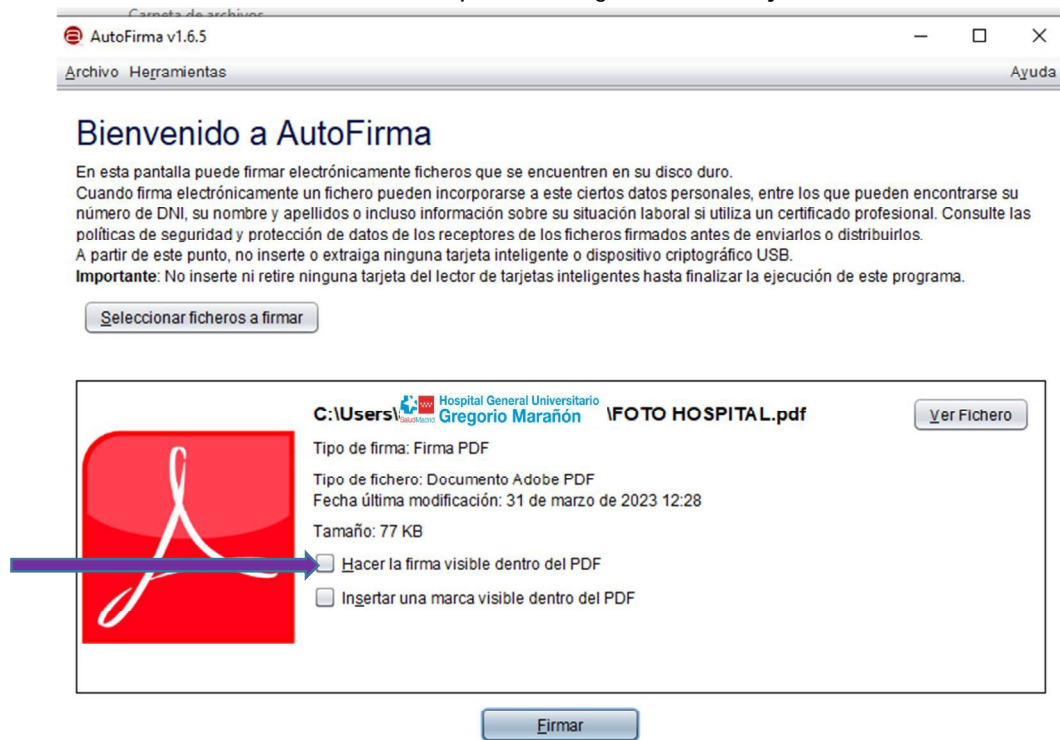 Carpeta de archivos
AutoFirma v1.6.5
Archivo Herramientas Ayuda
Bienvenido a AutoFirma
En esta pantalla puede firmar electrónicamente ficheros que se encuentren en su disco duro.
Cuando firma electrónicamente un fichero pueden incorporarse a este ciertos datos personales, entre los que pueden encontrarse su
número de DNI, su nombre y apellidos o incluso información sobre su situación laboral si utiliza un certificado profesional. Consulte las
políticas de seguridad y protección de datos de los receptores de los ficheros firmados antes de enviarlos o distribuirlos.
A partir de este punto, no inserte o extraiga ninguna tarjeta inteligente o dispositivo criptográfico USB.
Importante: No inserte ni retire ninguna tarjeta del lector de tarjetas inteligentes hasta finalizar la ejecución de este programa.
Seleccionar ficheros a firmar
Hospital General Universitario
C:\Users\ SaludMadrid Gregorio Marañón \FOTO HOSPITAL.pdf Ver Fichero
Tipo de firma: Firma PDF
Tipo de fichero: Documento Adobe PDF
Fecha última modificación: 31 de marzo de 2023 12:28
Tamaño: 77 KB
Hacer la firma visible dentro del PDF
Insertar una marca visible dentro del PDF
Firmar